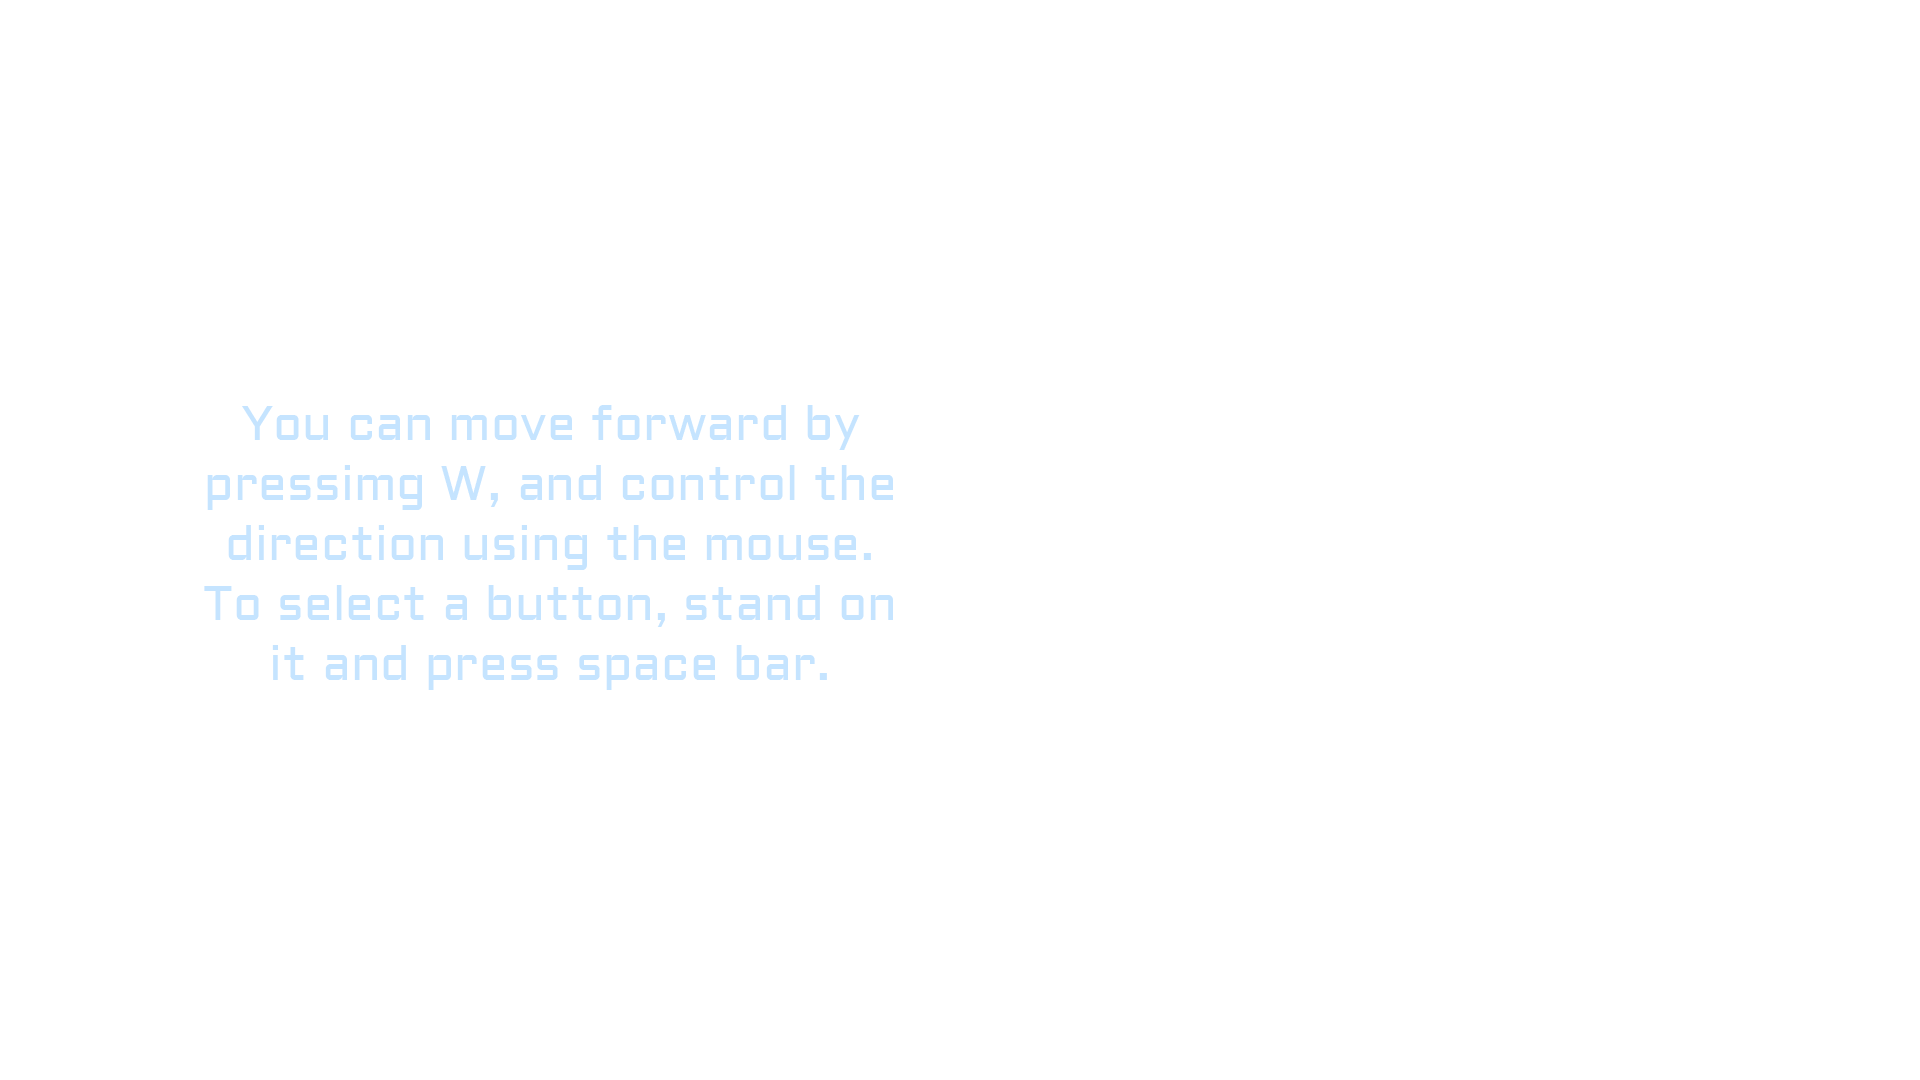 You can move forward by
pressimg W, and control the
direction using the mouse.
To select a button, stand on
it and press space bar.